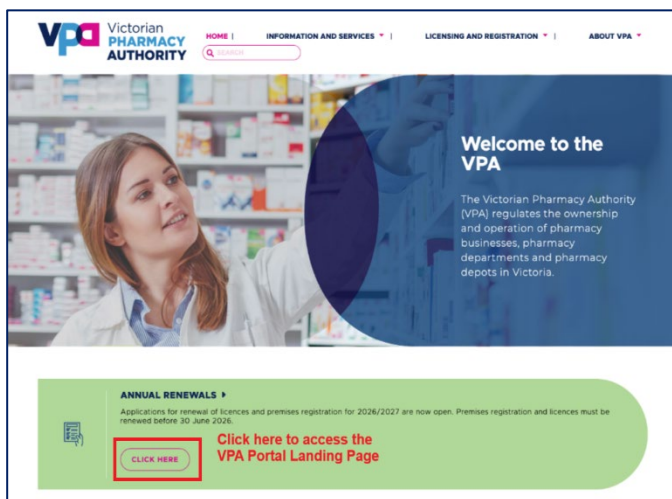 vpa
Victorian
PHARMACY
AUTHORITY
HOME | INFORMATION AND SERVICES | LICENSING AND REGISTRATION | ABOUT VPA
SEARCH
Welcome to the
VPA
The Victorian Pharmacy Authority
(VPA) regulates the ownership
and operation of pharmacy
businesses, pharmacy
departments and pharmacy
depots in Victoria.
ANNUAL RENEWALS
Applications for renewal of licences and premises registration for 2026/2027 are now open. Premises registration and licences must be
renewed before 30 June 2026.
CLICK HERE
Click here to access the
VPA Portal Landing Page